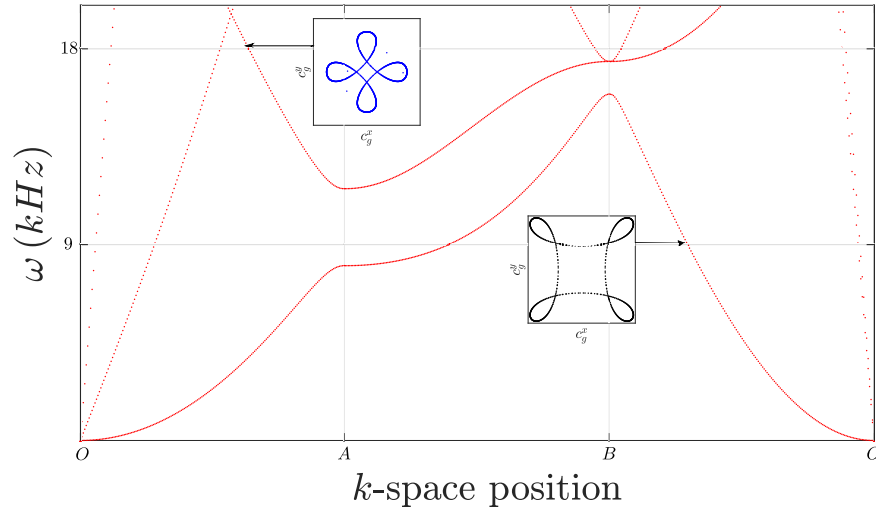 18
9
ω (kHz)
c_g^y
c_g^x
c_g^y
c_g^x
O
A
B
O
k-space position